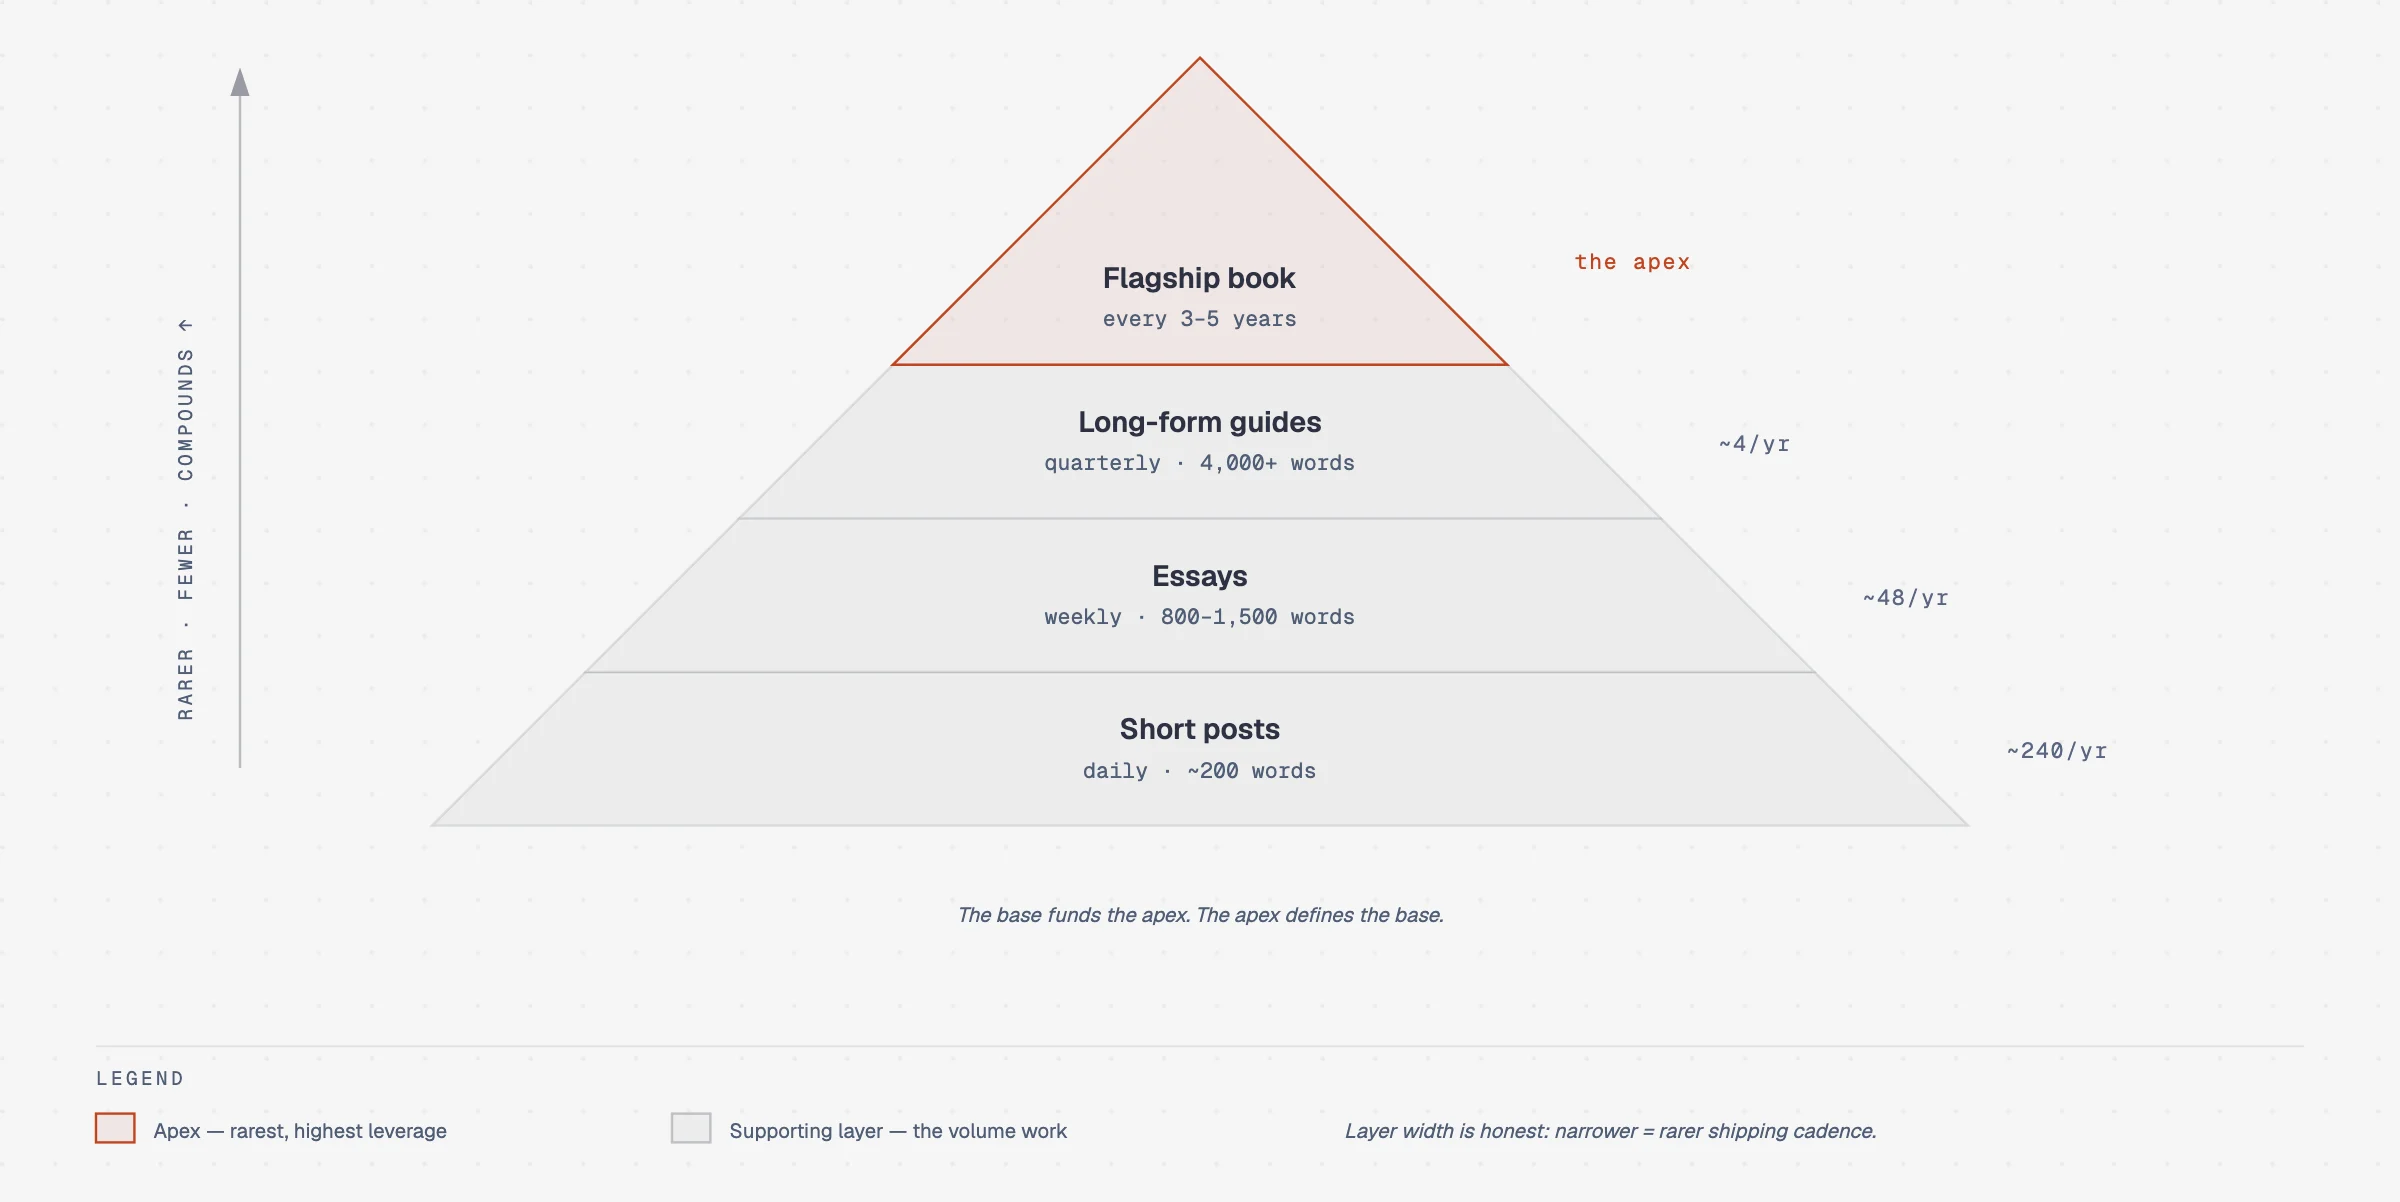 Flagship book
every 3–5 years
the apex
Long-form guides
quarterly · 4,000+ words
~4/yr
Essays
weekly · 800–1,500 words
~48/yr
Short posts
daily · ~200 words
~240/yr
RARER · FEWER · COMPOUNDS ↑
The base funds the apex. The apex defines the base.
LEGEND
Apex — rarest, highest leverage
Supporting layer — the volume work
Layer width is honest: narrower = rarer shipping cadence.